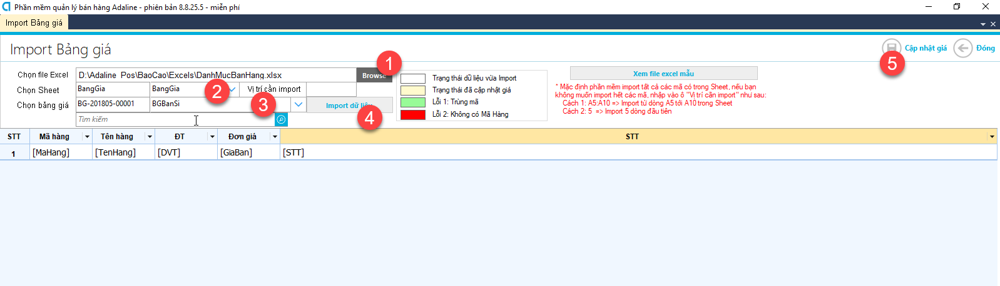 Phần mềm quản lý bán hàng Adaline - phiên bản 8.8.25.5 - miễn phí
Import Bảng giá
Import Bảng giá
Cập nhật giá
Đóng
5
1
Chọn file Excel
D:\Adaline_Pos\BaoCao\Excels\DanhMucBanHang.xlsx
Browse
Chọn Sheet
BangGia
BangGia
2
Vị trí cần import
Chọn bảng giá
BG-201805-00001
BGBanSi
3
Import dữ liệu
4
Tìm kiếm
Trạng thái dữ liệu vừa Import
Trạng thái đã cập nhật giá
Lỗi 1: Trùng mã
Lỗi 2: Không có Mã Hàng
Xem file excel mẫu
* Mặc định phần mềm import tất cả các mã có trong Sheet, nếu bạn
không muốn import hết các mã, nhập vào ô "Vị trí cần import" như sau:
Cách 1: A5:A10 => Import từ dòng A5 tới A10 trong Sheet
Cách 2: 5 => Import 5 dòng đầu tiên
STT Mã hàng Tên hàng ĐT Đơn giá STT
1 [MaHang] [TenHang] [DVT] [GiaBan] [STT]